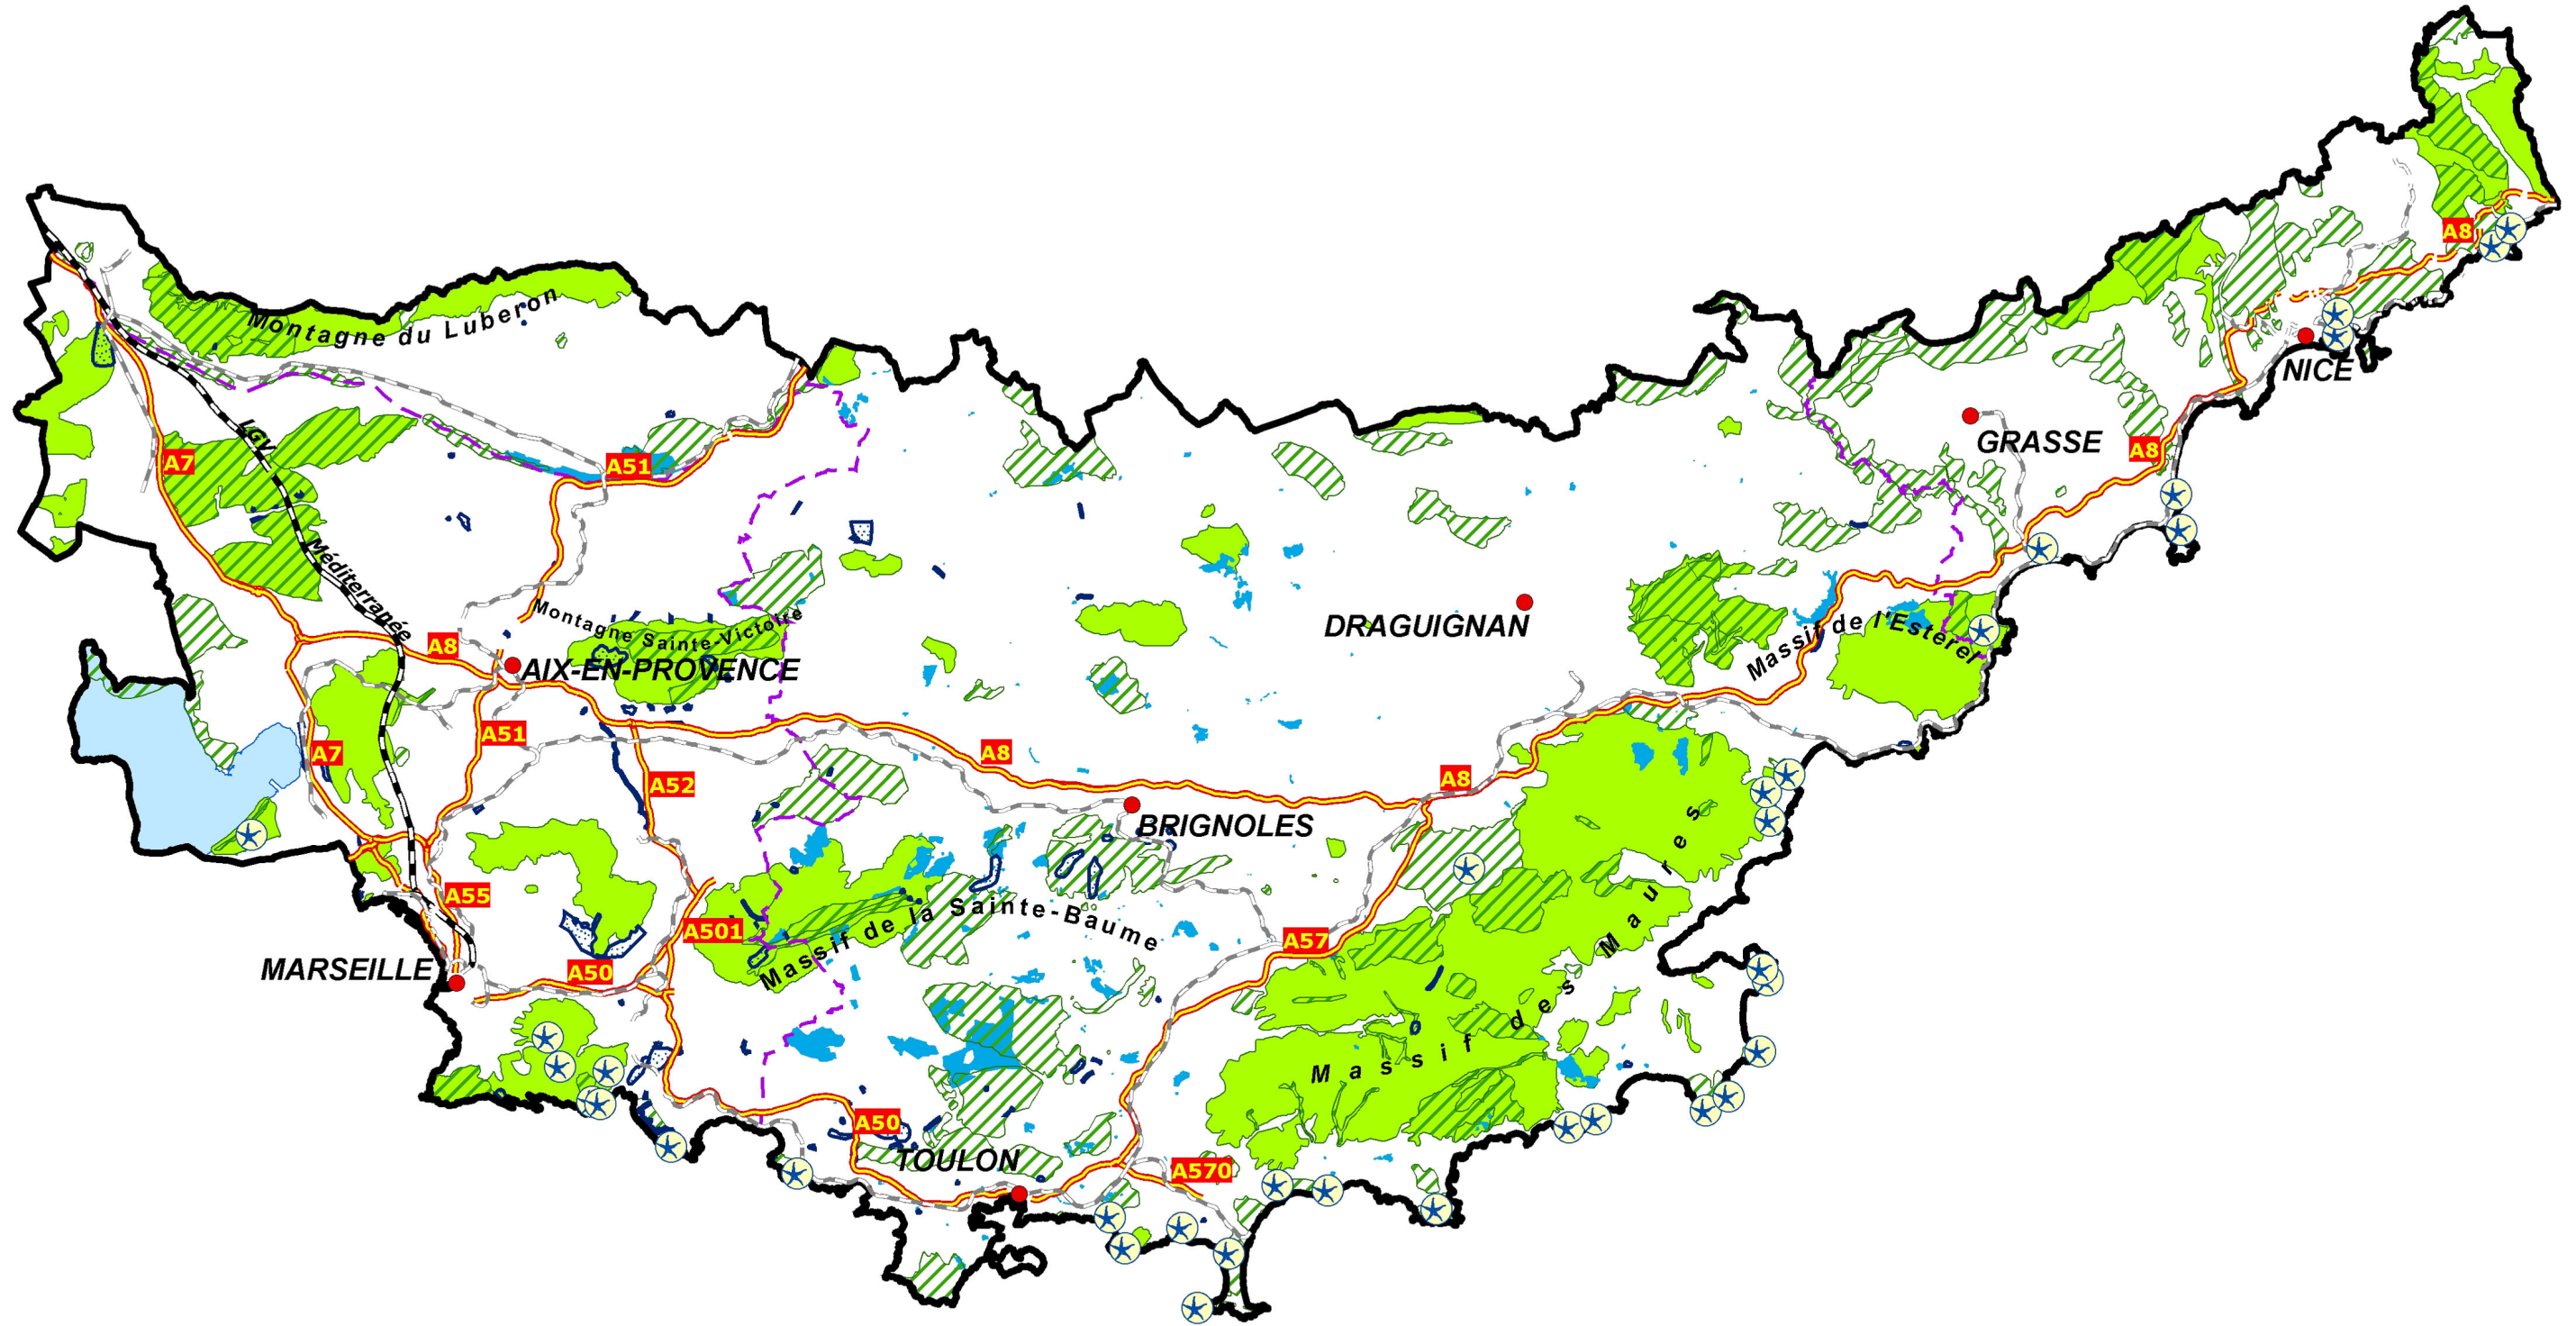 A8
Montagne du Luberon
NICE
LGV
GRASSE
A8
A7
A51
Méditerranée
Montagne Sainte-Victoire
DRAGUIGNAN
Massif de l'Esterel
A8
AIX-EN-PROVENCE
A51
A7
A8
A52
A8
BRIGNOLES
A55
Massif de la Sainte-Baume
A501
A57
MARSEILLE
A50
Massif des Maures
A50
TOULON
A570